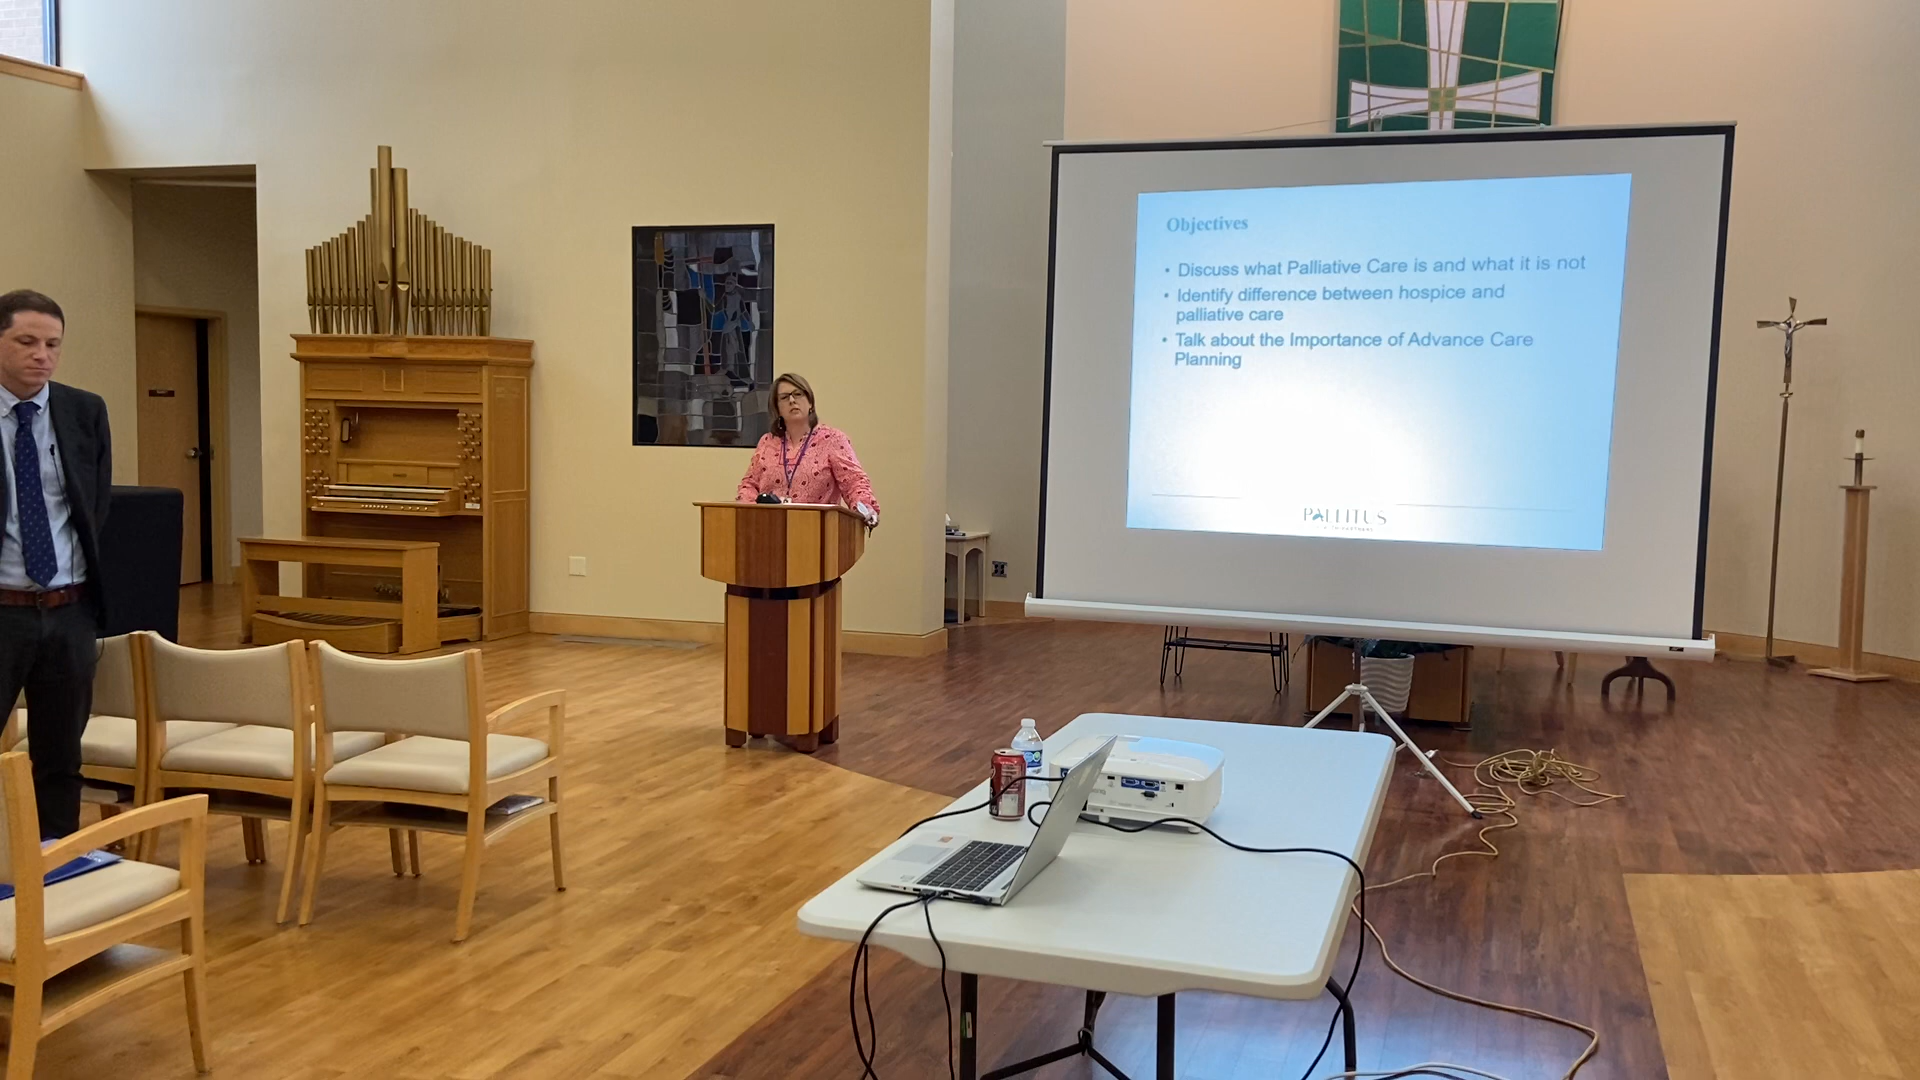 Objectives
• Discuss what Palliative Care is and what it is not
• Identify difference between hospice and
palliative care
• Talk about the Importance of Advance Care
Planning
PALLITUS